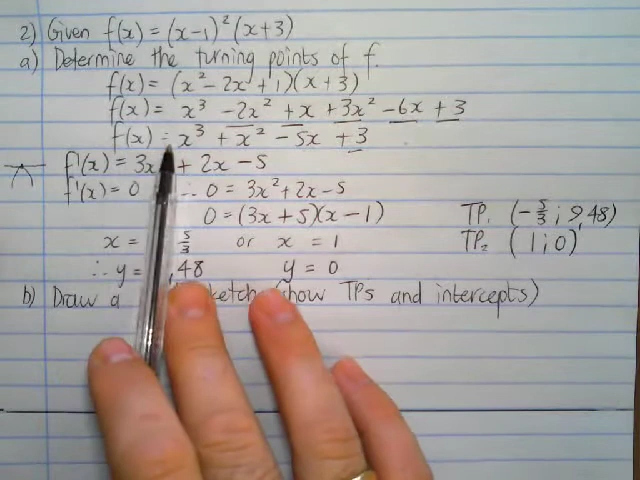 2) Given f(x) = (x-1)² (x+3)
a) Determine the turning points of f.
f(x) = (x² - 2x + 1)(x + 3)
f(x) = x³ - 2x² + x + 3x² - 6x + 3
f(x) = x³ + x² - 5x + 3
f'(x) = 3x + 2x - 5
f'(x) = 0 ∴ 0 = 3x² + 2x - 5
0 = (3x + 5)(x - 1) TP₁ (-5/3 ; 9,48)
x = 5/3 or x = 1 TP₂ (1 ; 0)
∴ y = ,48 y = 0
b) Draw a sketch (show TPs and intercepts)